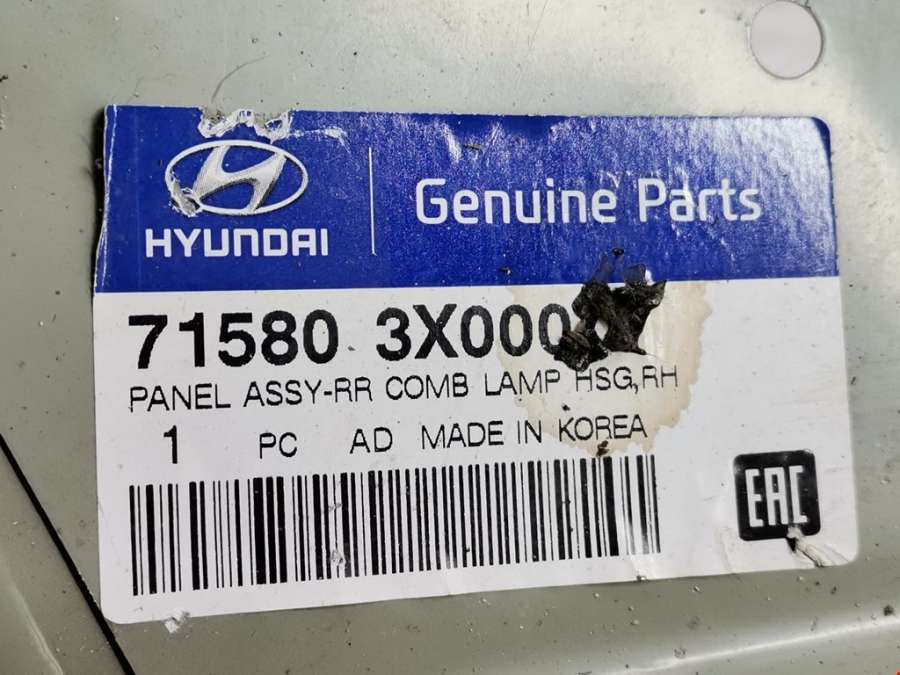 HYUNDAI
Genuine Parts
71580 3X000
PANEL ASSY-RR COMB LAMP HSG,RH
1 PC AD MADE IN KOREA
EAC